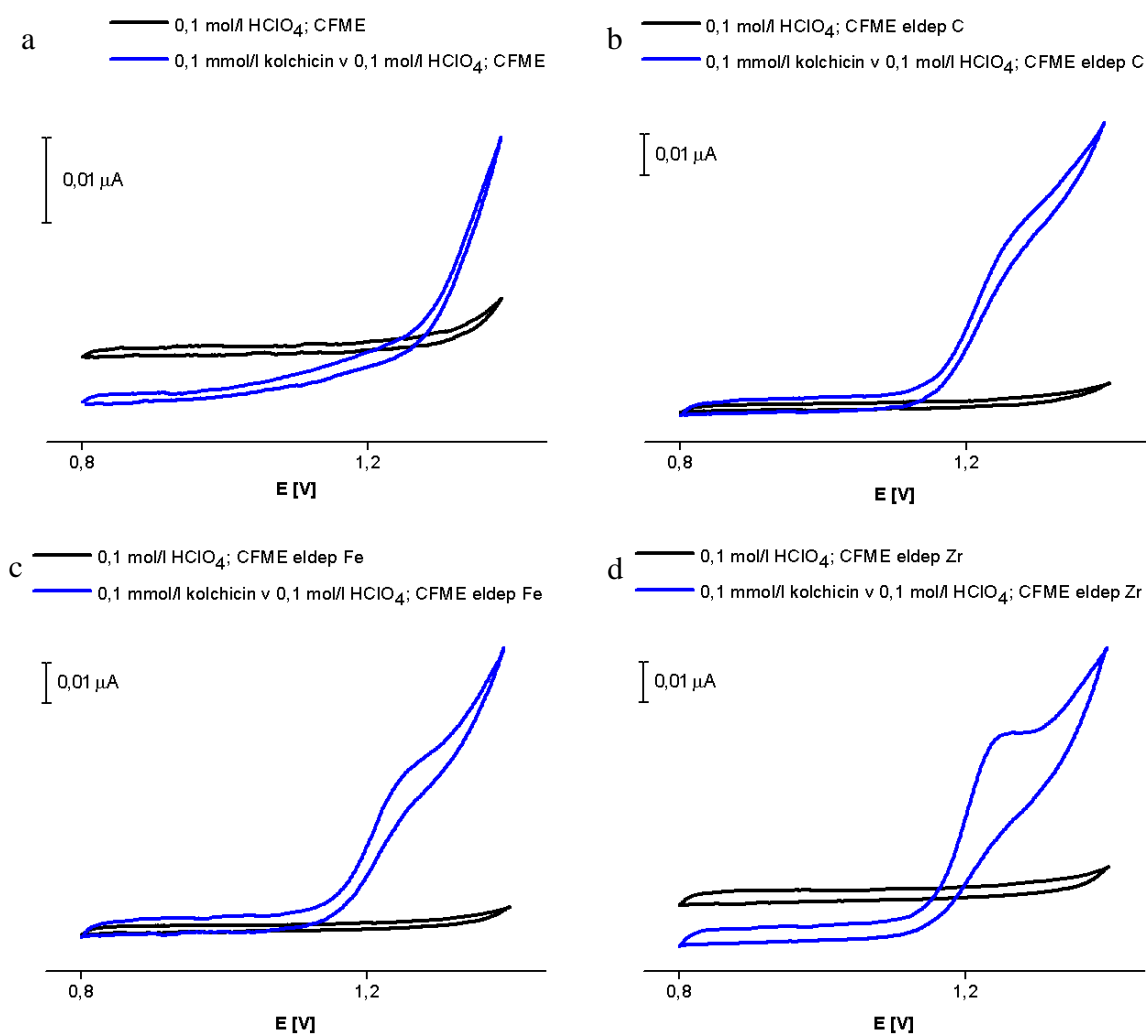 a
0,1 mol/l HClO4; CFME
0,1 mmol/l kolchicin v 0,1 mol/l HClO4; CFME
0,01 μA
0,8
1,2
E [V]
b
0,1 mol/l HClO4; CFME eldep C
0,1 mmol/l kolchicin v 0,1 mol/l HClO4; CFME eldep C
0,01 μA
0,8
1,2
E [V]
c
0,1 mol/l HClO4; CFME eldep Fe
0,1 mmol/l kolchicin v 0,1 mol/l HClO4; CFME eldep Fe
0,01 μA
0,8
1,2
E [V]
d
0,1 mol/l HClO4; CFME eldep Zr
0,1 mmol/l kolchicin v 0,1 mol/l HClO4; CFME eldep Zr
0,01 μA
0,8
1,2
E [V]